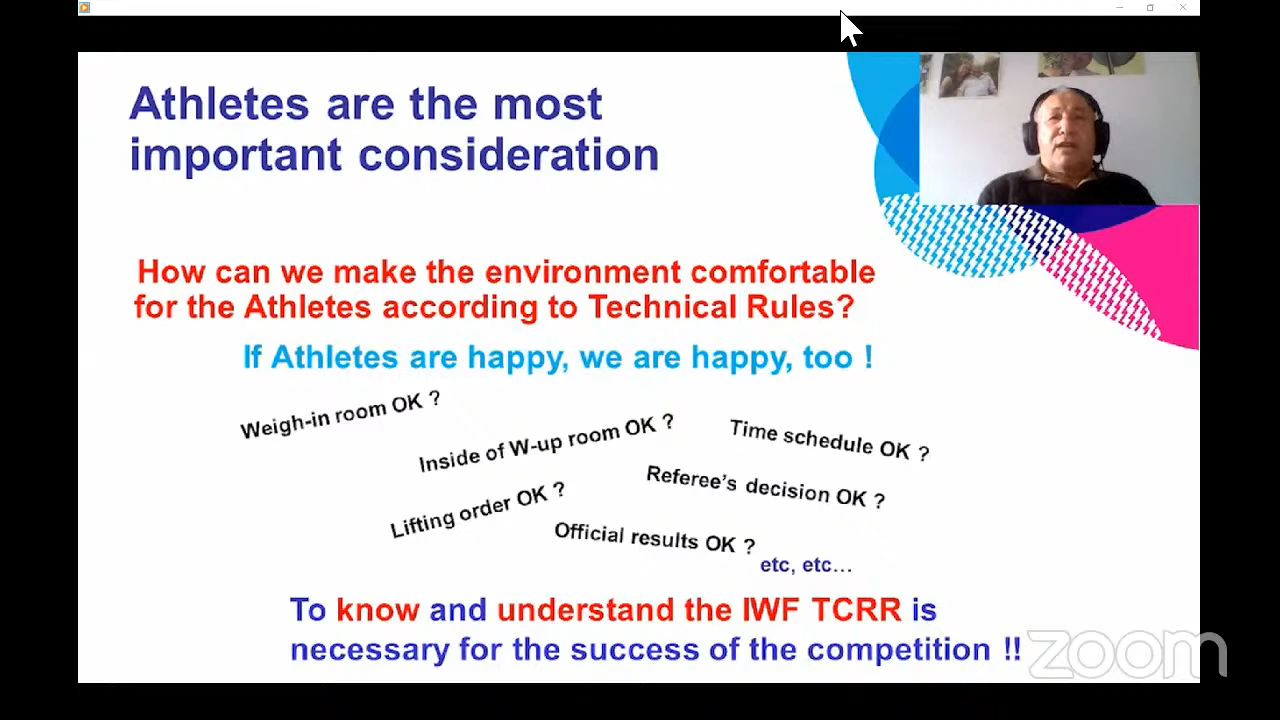 Athletes are the most
important consideration
How can we make the environment comfortable
for the Athletes according to Technical Rules?
If Athletes are happy, we are happy, too !
Weigh-in room OK ?
Inside of W-up room OK ?
Time schedule OK ?
Referee's decision OK ?
Lifting order OK ?
Official results OK ?
etc, etc…
To know and understand the IWF TCRR is
necessary for the success of the competition !!
zoom